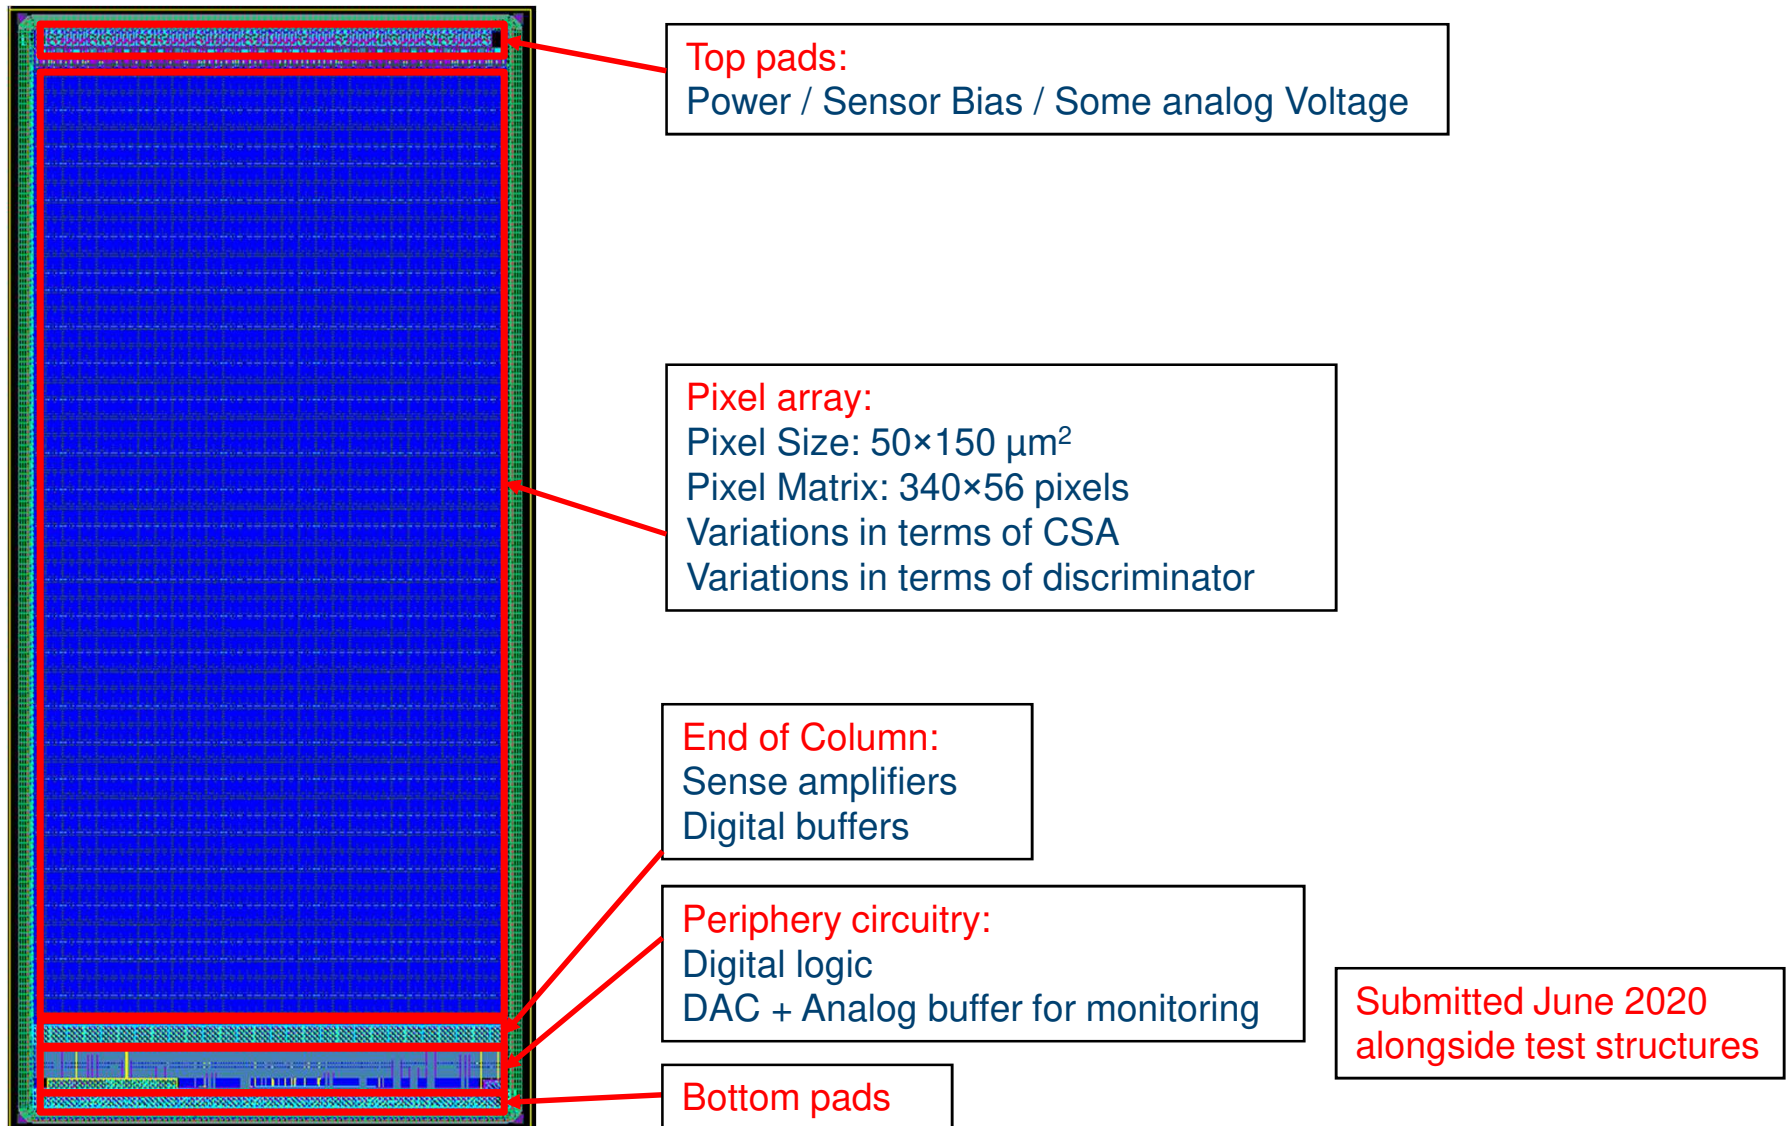 Top pads:
Power / Sensor Bias / Some analog Voltage
Pixel array:
Pixel Size: 50×150 µm²
Pixel Matrix: 340×56 pixels
Variations in terms of CSA
Variations in terms of discriminator
End of Column:
Sense amplifiers
Digital buffers
Periphery circuitry:
Digital logic
DAC + Analog buffer for monitoring
Submitted June 2020
alongside test structures
Bottom pads